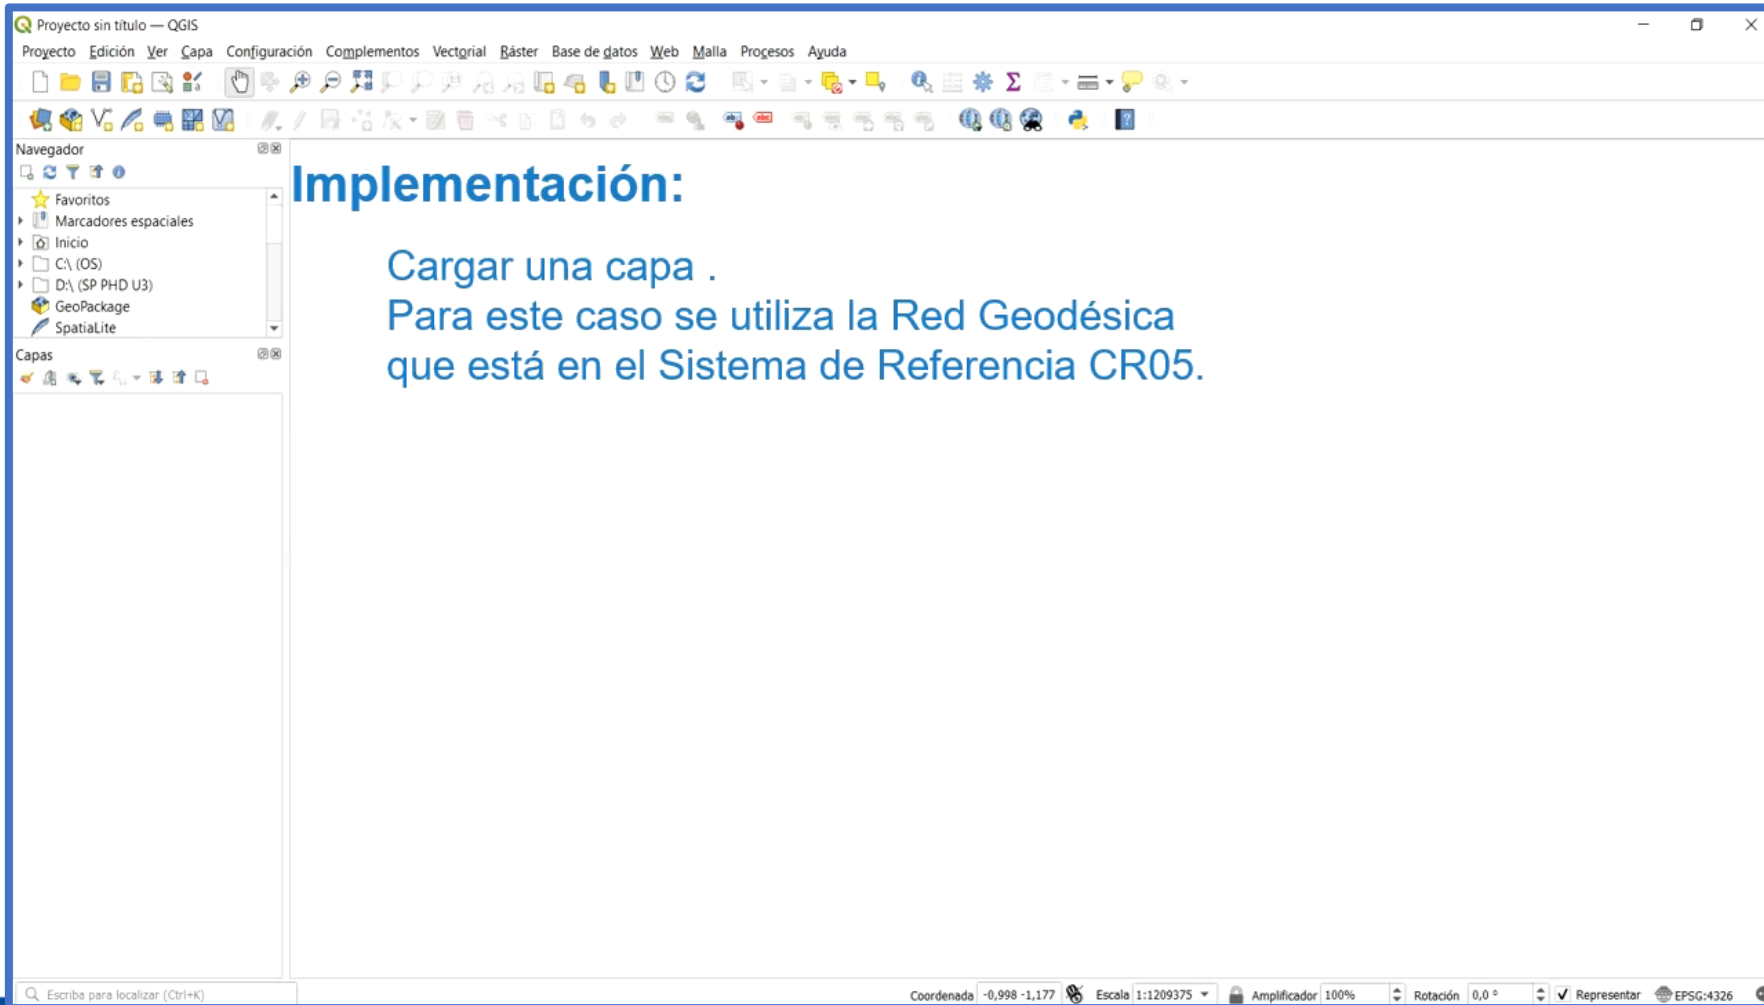 Proyecto sin título — QGIS
Proyecto Edición Ver Capa Configuración Complementos Vectorial Ráster Base de datos Web Malla Procesos Ayuda
Navegador
Favoritos
Marcadores espaciales
Inicio
C:\ (OS)
D:\ (SP PHD U3)
GeoPackage
SpatiaLite
Capas
Implementación:
Cargar una capa .
Para este caso se utiliza la Red Geodésica
que está en el Sistema de Referencia CR05.
Escriba para localizar (Ctrl+K)
Coordenada -0,998 -1,177 Escala 1:1209375 Amplificador 100% Rotación 0,0 ° Representar EPSG:4326